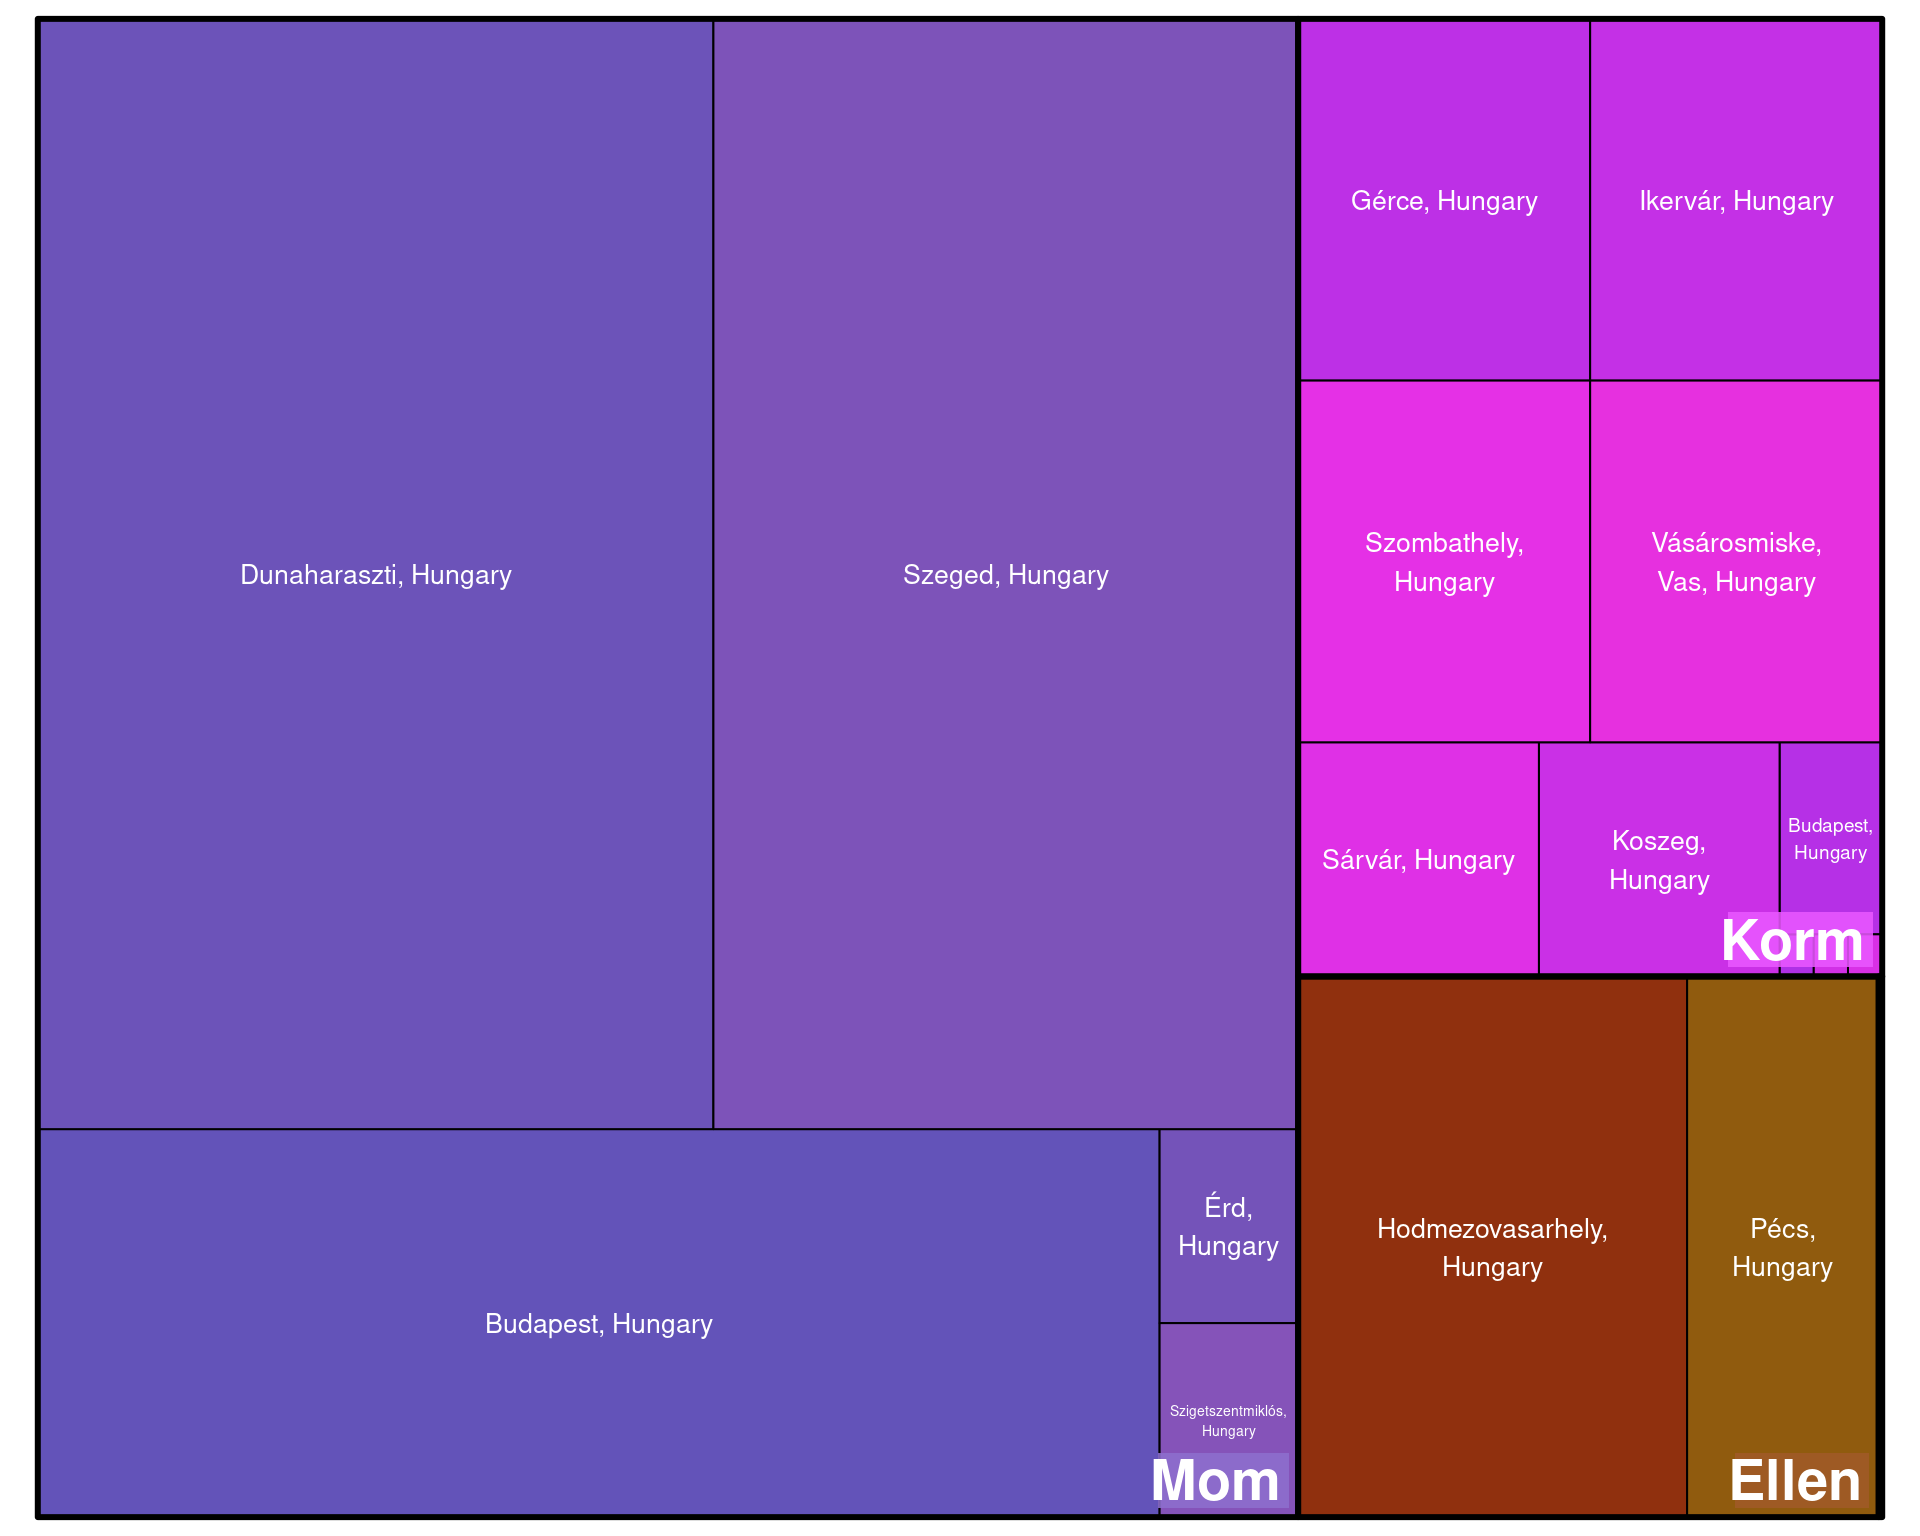 Dunaharaszti, Hungary
Szeged, Hungary
Budapest, Hungary
Érd,
Hungary
Szigetszentmiklós,
Hungary
Mom
Gérce, Hungary
Ikervár, Hungary
Szombathely,
Hungary
Vásárosmiske,
Vas, Hungary
Sárvár, Hungary
Koszeg,
Hungary
Budapest,
Hungary
Korm
Hodmezovasarhely,
Hungary
Pécs,
Hungary
Ellen